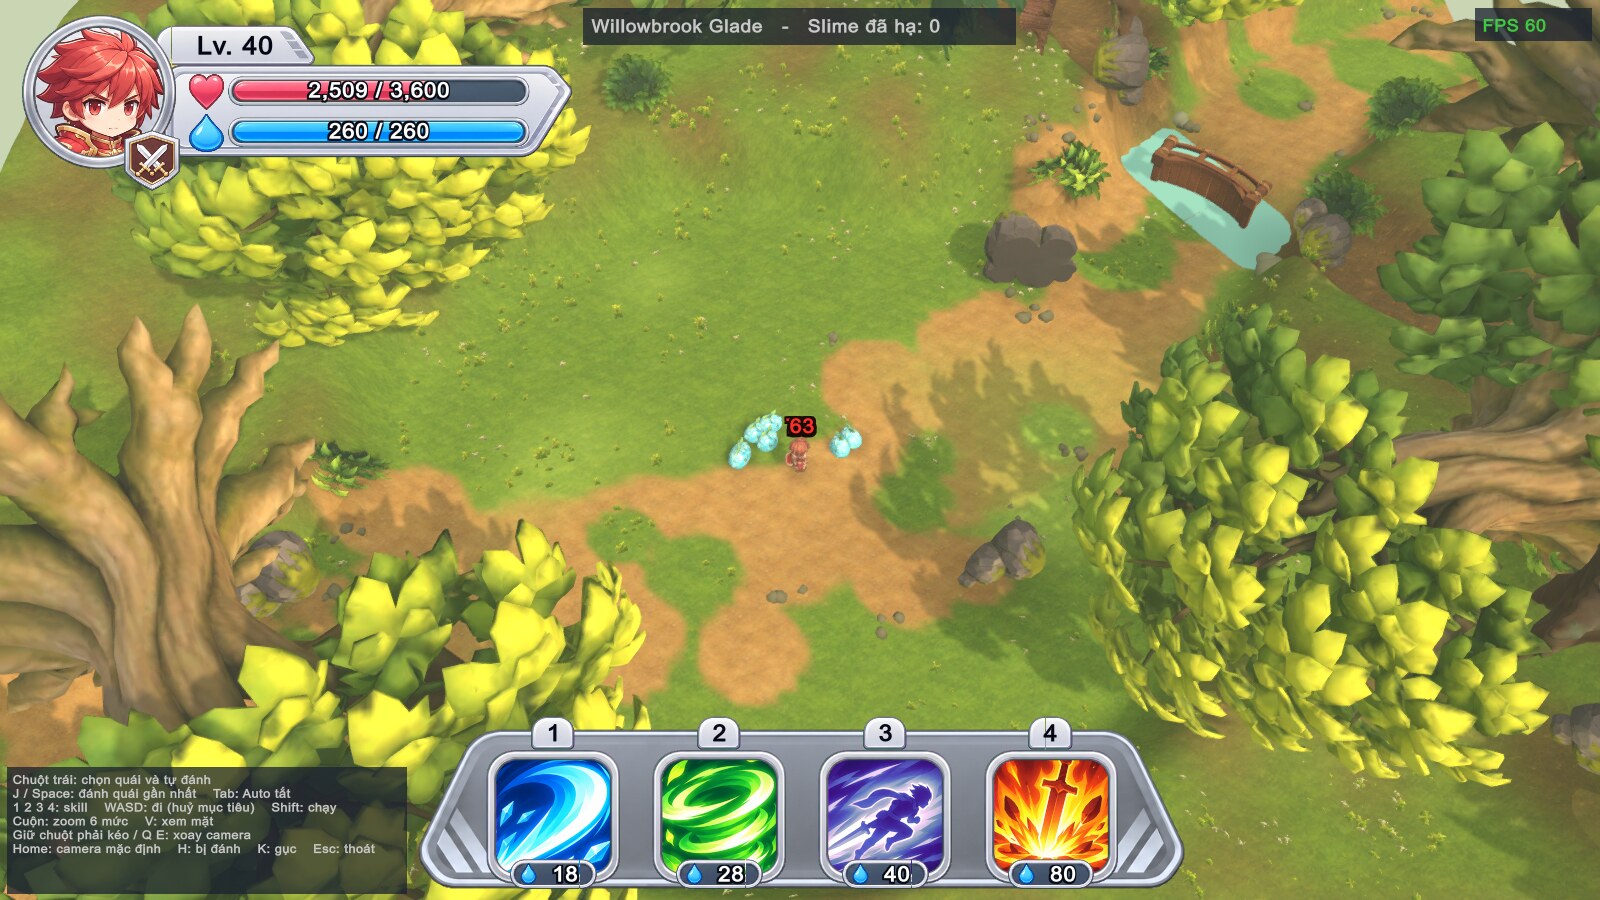 Lv. 40
2,509 / 3,600
260 / 260
Willowbrook Glade - Slime đã hạ: 0
FPS 60
63
1
2
3
4
18
28
40
80
Chuột trái: chọn quái và tự đánh
J / Space: đánh quái gần nhất Tab: Auto tắt
1 2 3 4: skill WASD: đi (huỷ mục tiêu) Shift: chạy
Cuộn: zoom 6 mức V: xem mặt
Giữ chuột phải kéo / Q E: xoay camera
Home: camera mặc định H: bị đánh K: gục Esc: thoát